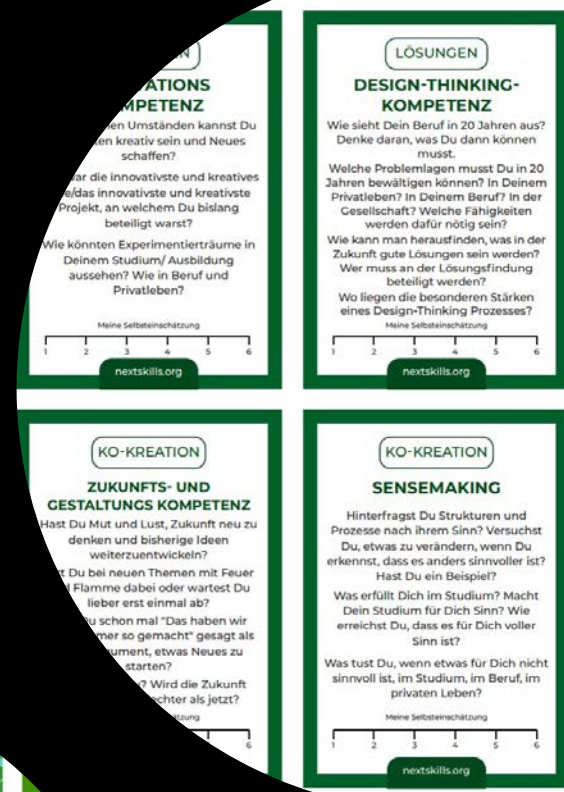 ATIONS
MPETENZ
en Umständen kannst Du
ten kreativ sein und Neues
schaffen?
ar die innovativste und kreatives
e/das innovativste und kreativste
Projekt, an welchem Du bislang
beteiligt warst?
Wie könnten Experimentierträume in
Deinem Studium/ Ausbildung
aussehen? Wie in Beruf und
Privatleben?
Meine Selbsteinschätzung
1 2 3 4 5 6
nextskills.org
LÖSUNGEN
DESIGN-THINKING-
KOMPETENZ
Wie sieht Dein Beruf in 20 Jahren aus?
Denke daran, was Du dann können
musst.
Welche Problemlagen musst Du in 20
Jahren bewältigen können? In Deinem
Privatleben? In Deinem Beruf? In der
Gesellschaft? Welche Fähigkeiten
werden dafür nötig sein?
Wie kann man herausfinden, was in der
Zukunft gute Lösungen sein werden?
Wer muss an der Lösungsfindung
beteiligt werden?
Wo liegen die besonderen Stärken
eines Design-Thinking Prozesses?
Meine Selbsteinschätzung
1 2 3 4 5 6
nextskills.org
KO-KREATION
ZUKUNFTS- UND
GESTALTUNGS KOMPETENZ
Hast Du Mut und Lust, Zukunft neu zu
denken und bisherige Ideen
weiterzuentwickeln?
t Du bei neuen Themen mit Feuer
Flamme dabei oder wartest Du
lieber erst einmal ab?
Du schon mal "Das haben wir
mer so gemacht" gesagt als
ument, etwas Neues zu
starten?
? Wird die Zukunft
echter als jetzt?
6
KO-KREATION
SENSEMAKING
Hinterfragst Du Strukturen und
Prozesse nach ihrem Sinn? Versuchst
Du, etwas zu verändern, wenn Du
erkennst, dass es anders sinnvoller ist?
Hast Du ein Beispiel?
Was erfüllt Dich im Studium? Macht
Dein Studium für Dich Sinn? Wie
erreichst Du, dass es für Dich voller
Sinn ist?
Was tust Du, wenn etwas für Dich nicht
sinnvoll ist, im Studium, im Beruf, im
privaten Leben?
Meine Selbsteinschätzung
1 2 3 4 5 6
nextskills.org